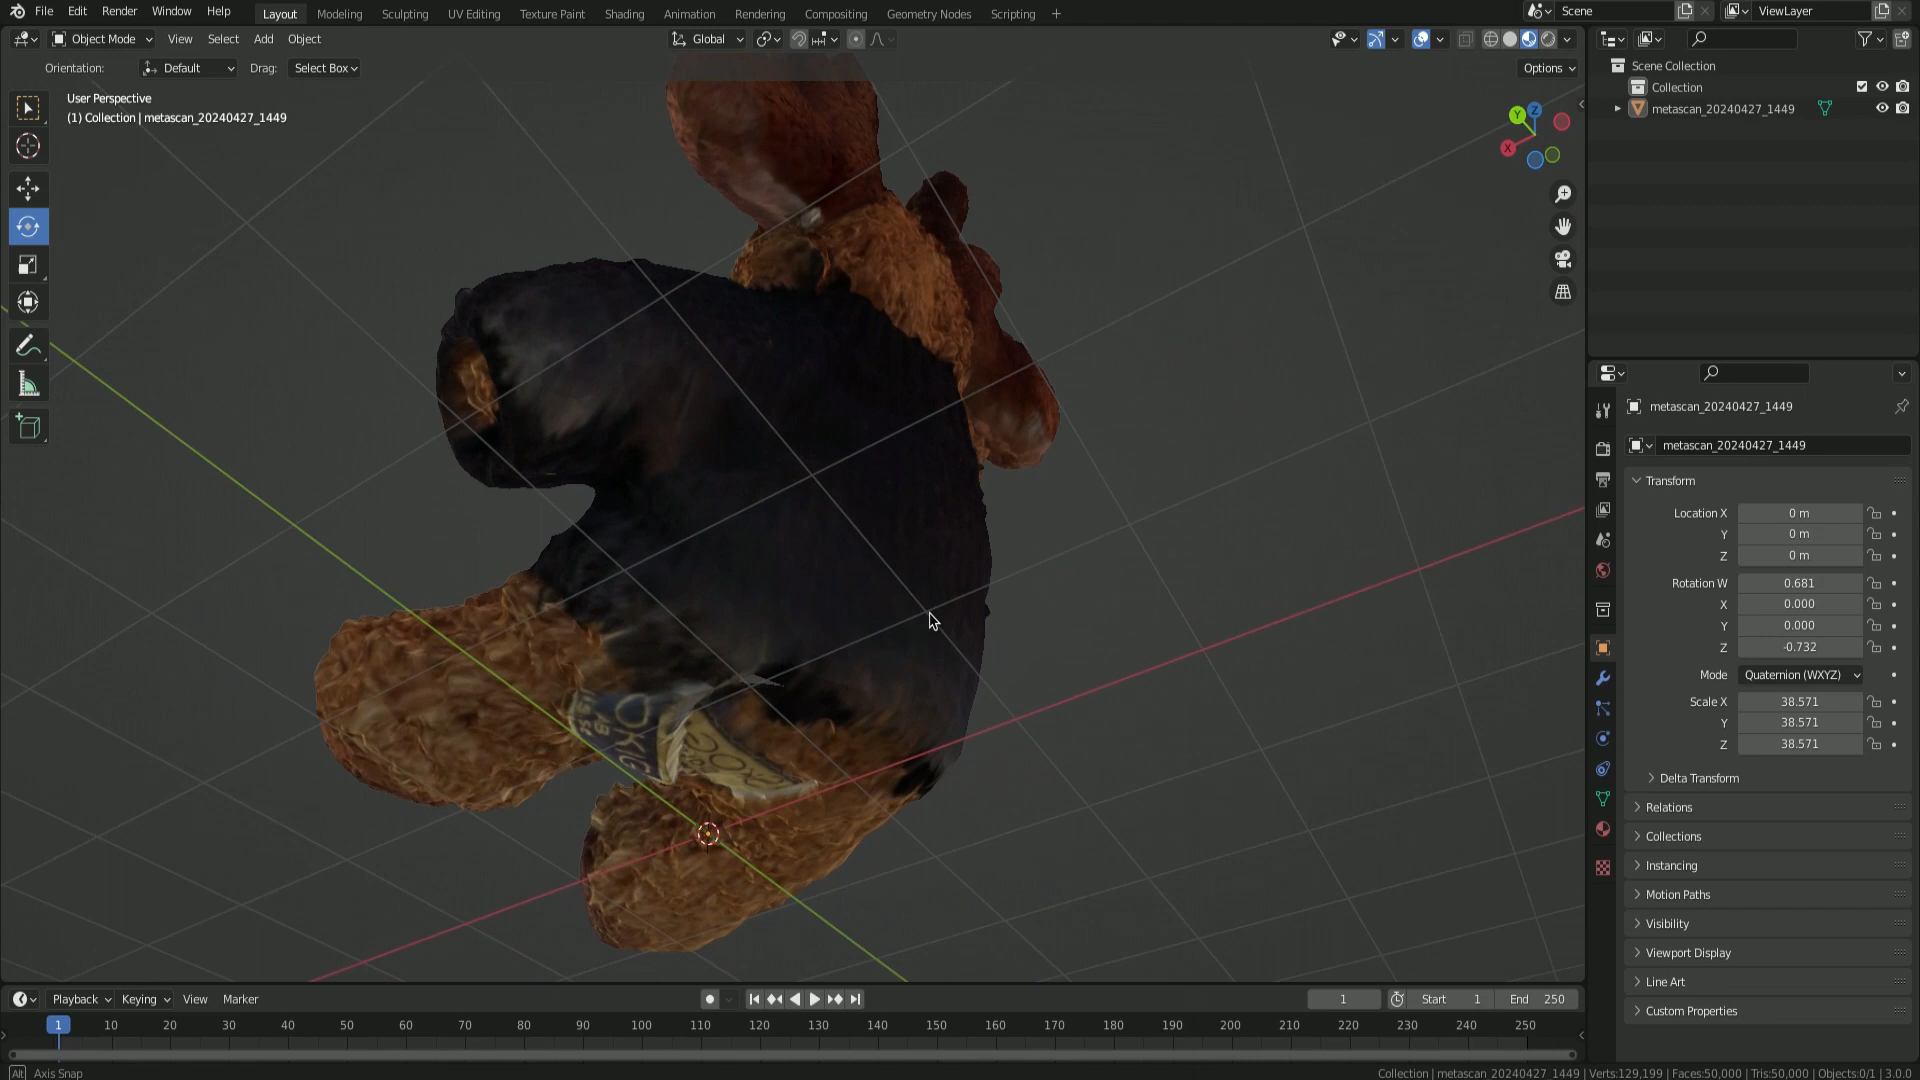 File Edit Render Window Help
Layout Modeling Sculpting UV Editing Texture Paint Shading Animation Rendering Compositing Geometry Nodes Scripting +
Scene
ViewLayer
Object Mode View Select Add Object
Global
Orientation: Default Drag: Select Box
Options
User Perspective
(1) Collection | metascan_20240427_1449
Y Z X
Scene Collection
Collection
metascan_20240427_1449
metascan_20240427_1449
metascan_20240427_1449
Transform
Location X 0 m
Y 0 m
Z 0 m
Rotation W 0.681
X 0.000
Y 0.000
Z -0.732
Mode Quaternion (WXYZ)
Scale X 38.571
Y 38.571
Z 38.571
Delta Transform
Relations
Collections
Instancing
Motion Paths
Visibility
Viewport Display
Line Art
Custom Properties
Playback Keying View Marker
1 Start 1 End 250
1 10 20 30 40 50 60 70 80 90 100 110 120 130 140 150 160 170 180 190 200 210 220 230 240 250
Alt Axis Snap
Collection | metascan_20240427_1449 | Verts:129,199 | Faces:50,000 | Tris:50,000 | Objects:0/1 | 3.0.0